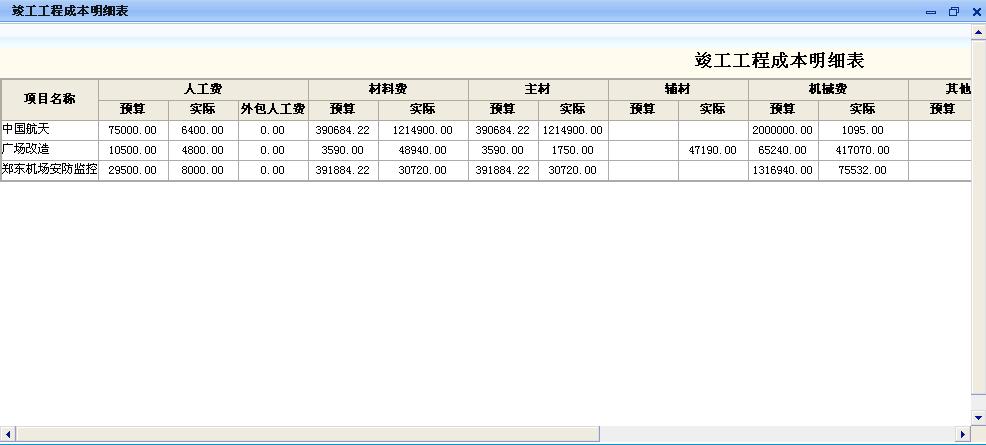 竣工工程成本明细表
竣工工程成本明细表
项目名称 人工费 材料费 主材 辅材 机械费 其他
预算 实际 外包人工费 预算 实际 预算 实际 预算 实际 预算 实际 预算
中国航天 75000.00 6400.00 0.00 390684.22 1214900.00 390684.22 1214900.00 2000000.00 1095.00
广场改造 10500.00 4800.00 0.00 3590.00 48940.00 3590.00 1750.00 47190.00 65240.00 417070.00
郑东机场安防监控 29500.00 8000.00 0.00 391884.22 30720.00 391884.22 30720.00 1316940.00 75532.00